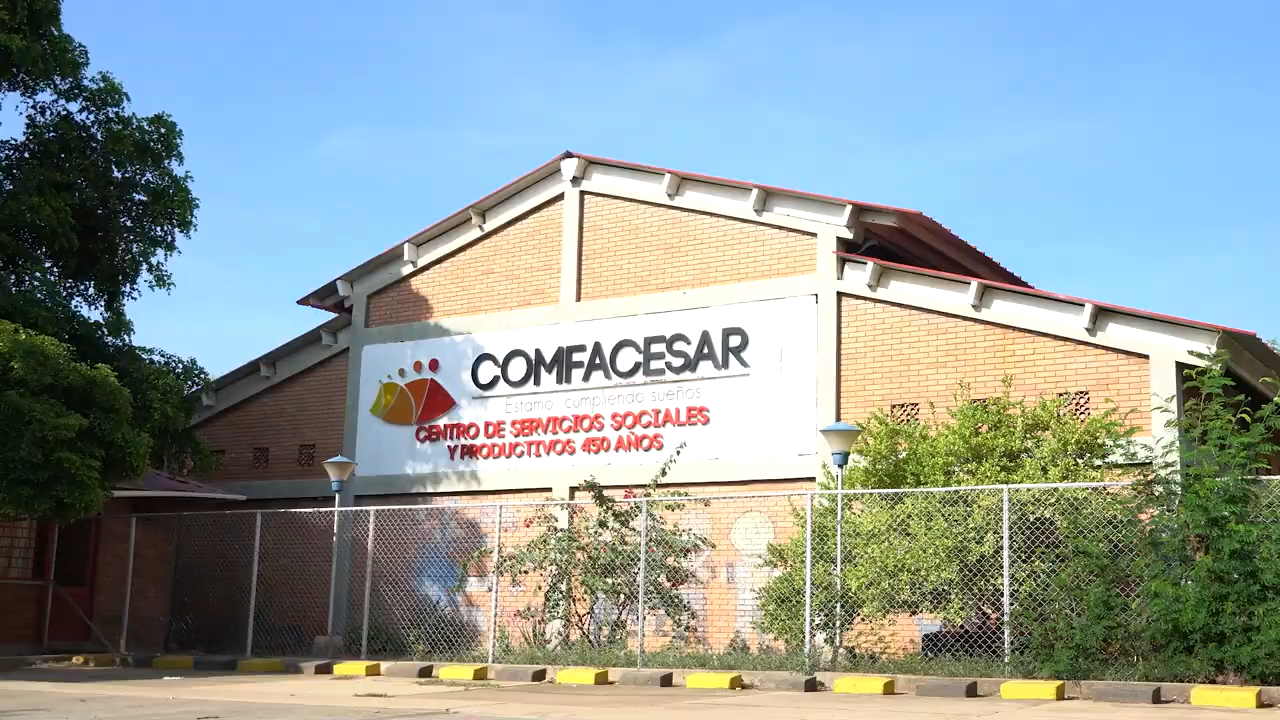 COMFACESAR
Estamo cumpliendo sueños
CENTRO DE SERVICIOS SOCIALES
Y PRODUCTIVOS 450 AÑOS